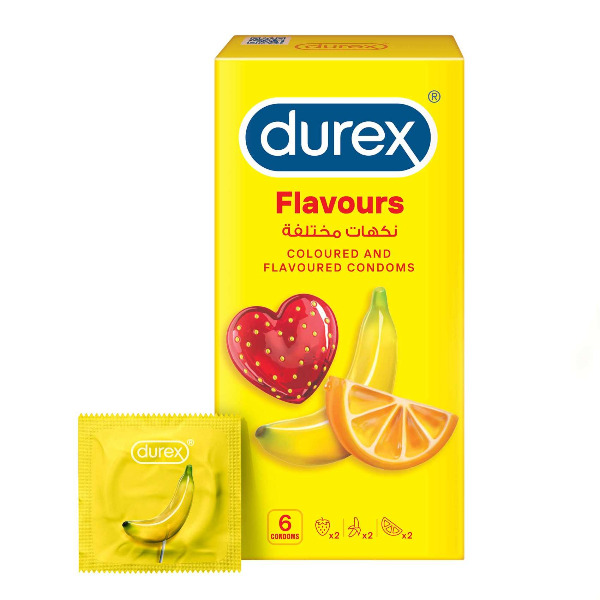 durex®
Flavours
نكهات مختلفة
COLOURED AND
FLAVOURED CONDOMS
6
CONDOMS
x2
x2
x2
durex®